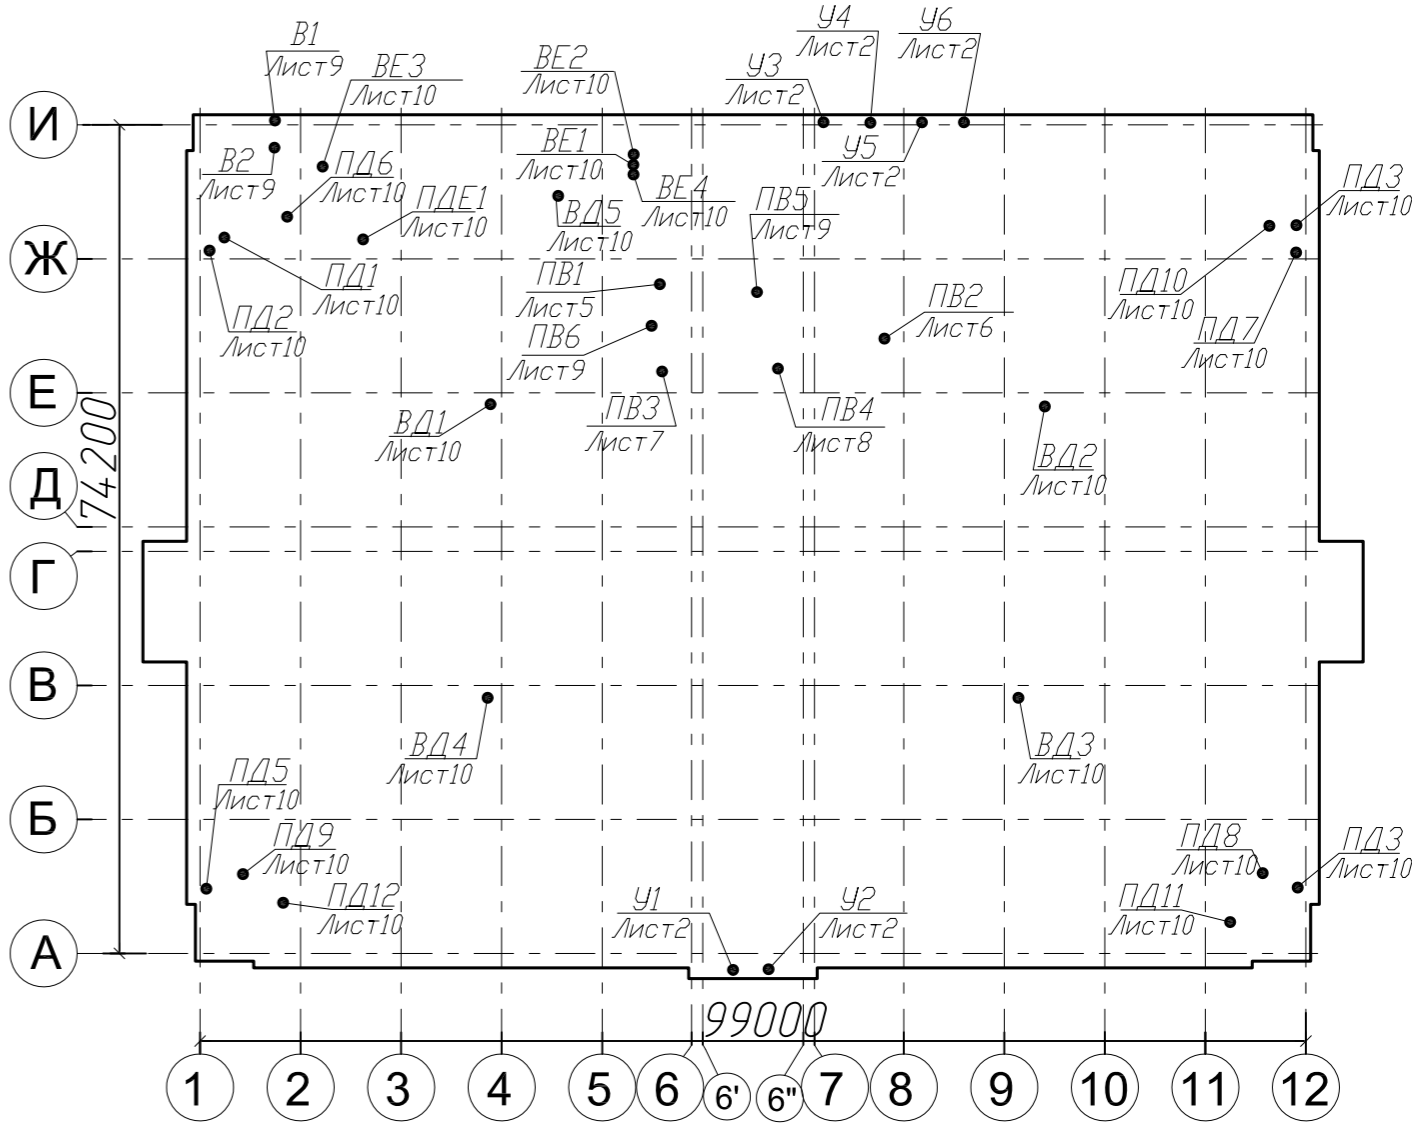 В1
Лист9
ВЕ3
Лист10
ВЕ2
Лист10
У3
Лист2
У4
Лист2
У6
Лист2
И
В2
Лист9
ПД6
Лист10
ВЕ1
Лист10
ВЕ4
Лист10
У5
Лист2
ПДЕ1
Лист10
ВД5
Лист10
ПВ5
Лист9
ПД3
Лист10
Ж
ПД1
Лист10
ПВ1
Лист5
ПД10
Лист10
ПД2
Лист10
ПВ6
Лист9
ПВ2
Лист6
ПД7
Лист10
Е
ВД1
Лист10
ПВ3
Лист7
ПВ4
Лист8
ВД2
Лист10
74200
Д
Г
В
ВД4
Лист10
ВД3
Лист10
ПД5
Лист10
Б
ПД9
Лист10
ПД8
Лист10
ПД3
Лист10
ПД12
Лист10
У1
Лист2
У2
Лист2
ПД11
Лист10
А
99000
1 2 3 4 5 6 6' 6" 7 8 9 10 11 12